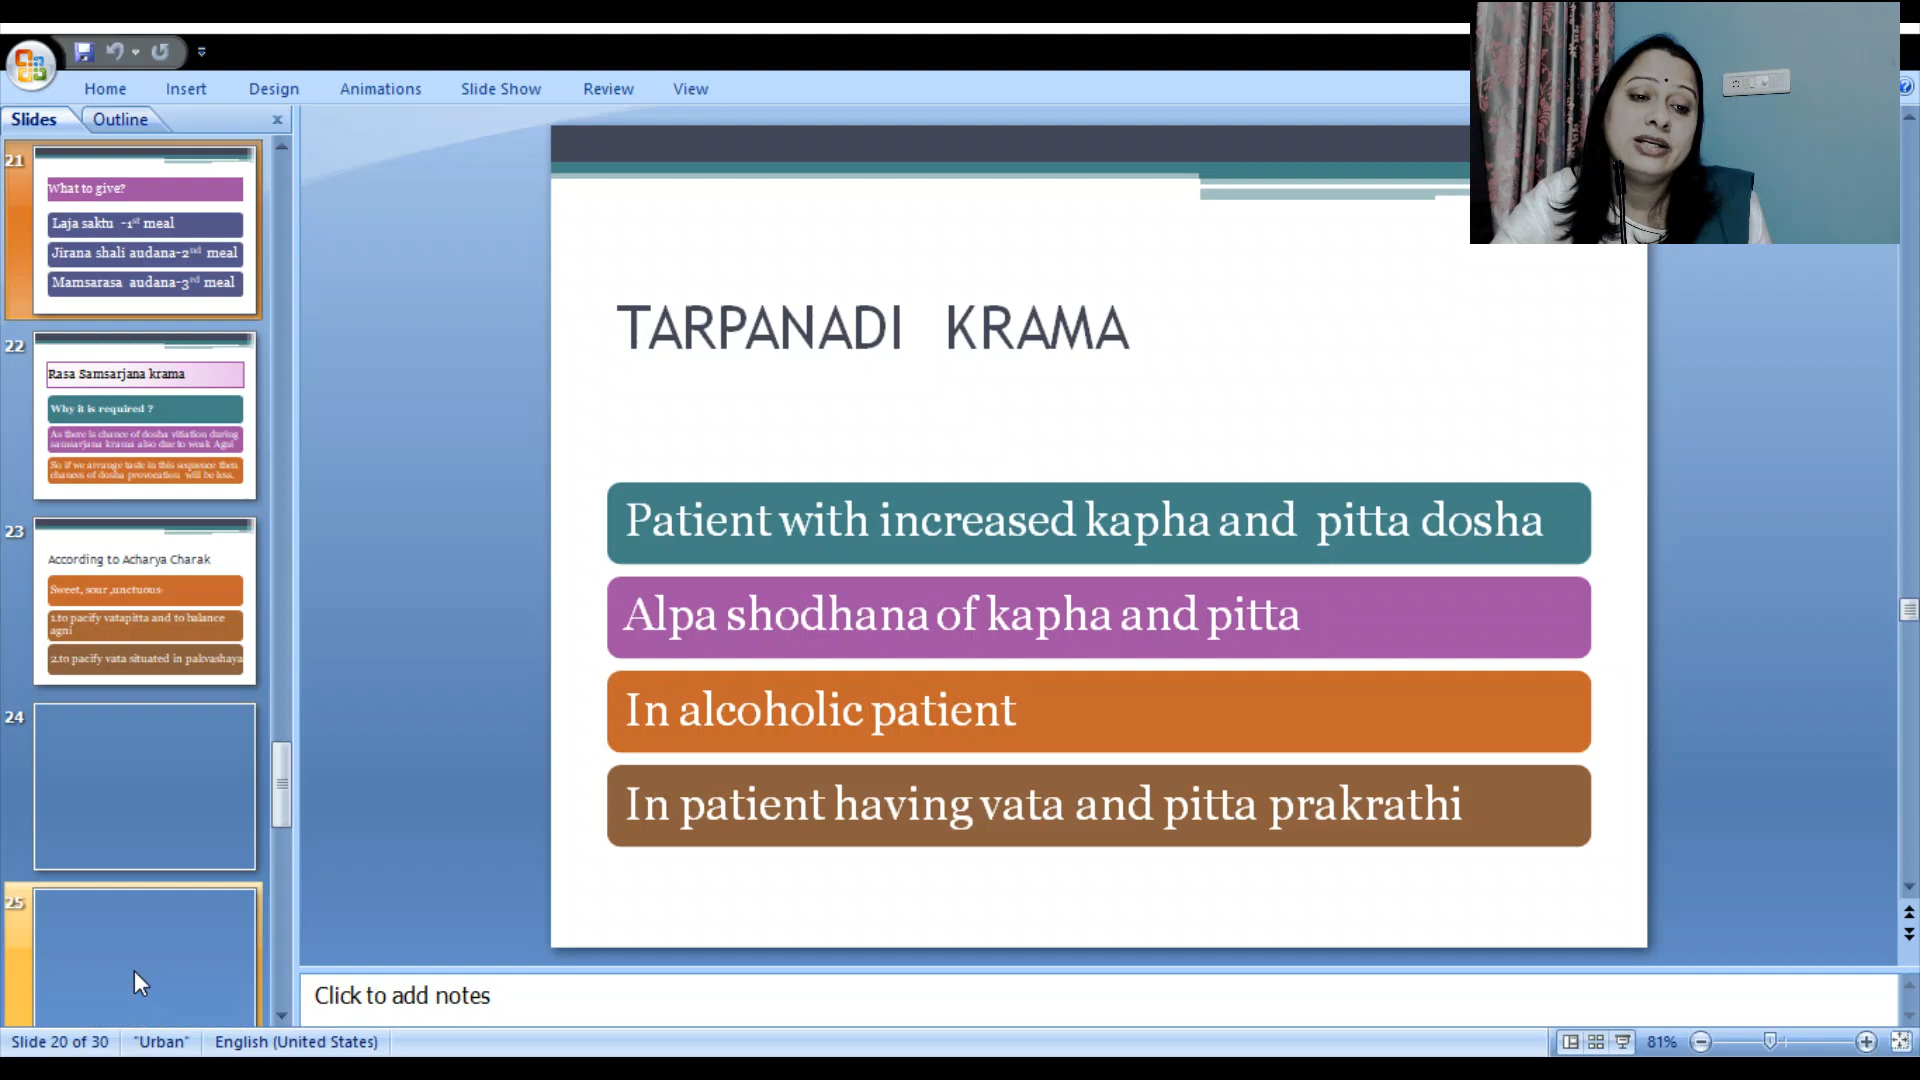 Home Insert Design Animations Slide Show Review View
Slides Outline x
21
What to give?
Laja saktu -1st meal
Jirana shali audana-2nd meal
Mamsarasa audana-3rd meal
22
Rasa Samsarjana krama
Why it is required ?
As there is chance of dosha vitiation during
samsarjana krama also due to weak Agni
So if we arrange taste in this sequence then
chances of dosha provocation will be less.
23
According to Acharya Charak
Sweet, sour ,unctuous-
1.to pacify vatapitta and to balance
agni
2.to pacify vata situated in pakvashaya
24
25
TARPANADI KRAMA
Patient with increased kapha and pitta dosha
Alpa shodhana of kapha and pitta
In alcoholic patient
In patient having vata and pitta prakrathi
Click to add notes
Slide 20 of 30 "Urban" English (United States) 81%